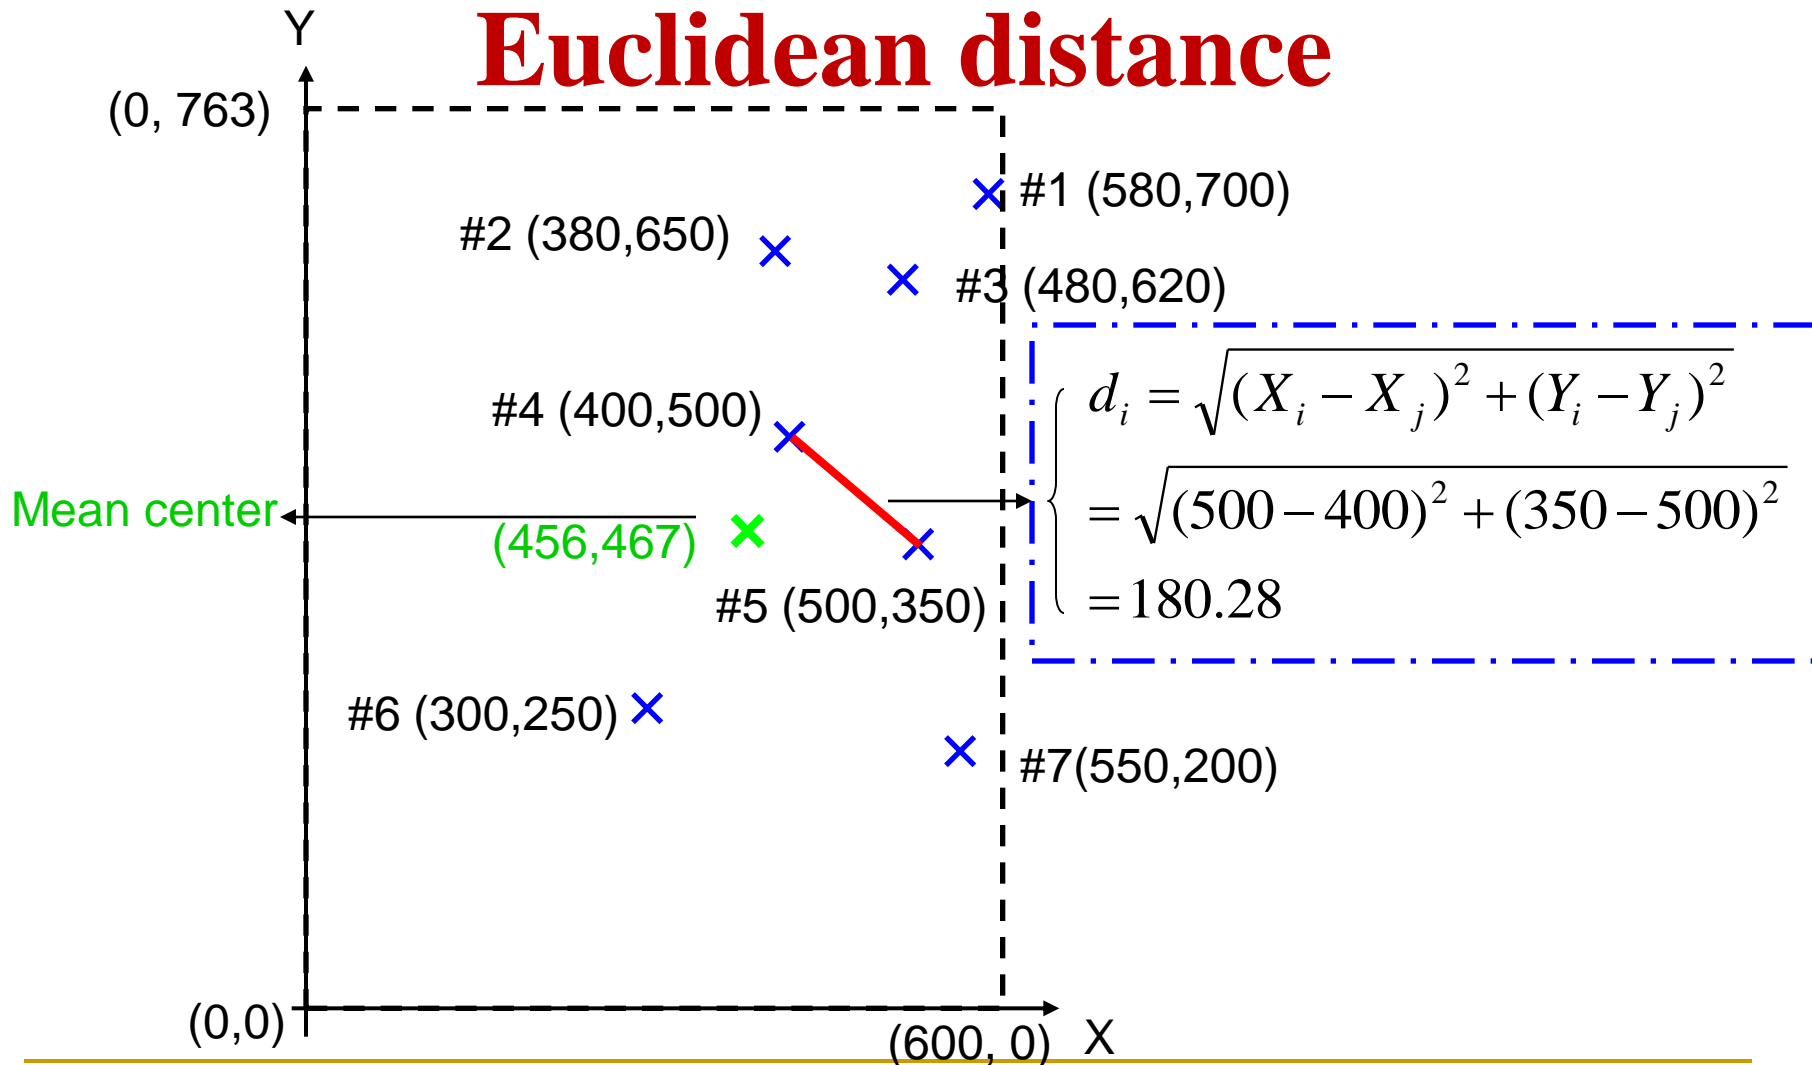 Euclidean distance
Y
(0, 763)
#1 (580,700)
#2 (380,650)
#3 (480,620)
d_i = √((X_i − X_j)² + (Y_i − Y_j)²)
#4 (400,500)
= √((500 − 400)² + (350 − 500)²)
Mean center
(456,467)
= 180.28
#5 (500,350)
#6 (300,250)
#7(550,200)
(0,0)
(600, 0)
X